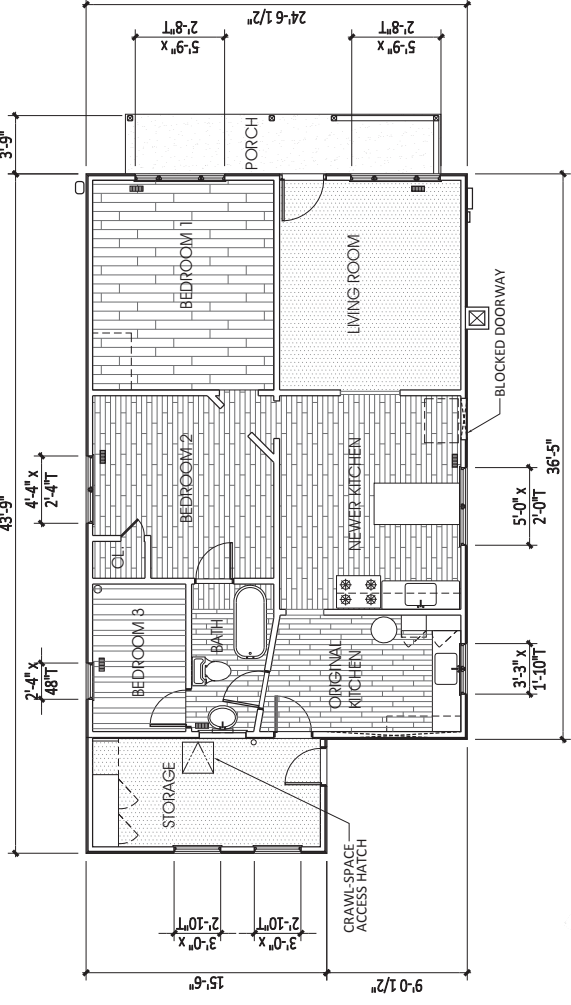 24'-6 1/2"
5'-9" x
2'-8"T
5'-9" x
2'-8"T
3'-9"
PORCH
BEDROOM 1
LIVING ROOM
BLOCKED DOORWAY
43'-9"
36'-5"
4'-4" x
2'-4"T
BEDROOM 2
NEWER KITCHEN
5'-0" x
2'-0"T
CL.
2'-4" x
48"T
BEDROOM 3
BATH
ORIGINAL
KITCHEN
3'-3" x
1'-10"T
STORAGE
CRAWL-SPACE
ACCESS HATCH
3'-0" x
2'-10"T
3'-0" x
2'-10"T
15'-6"
9'-0 1/2"